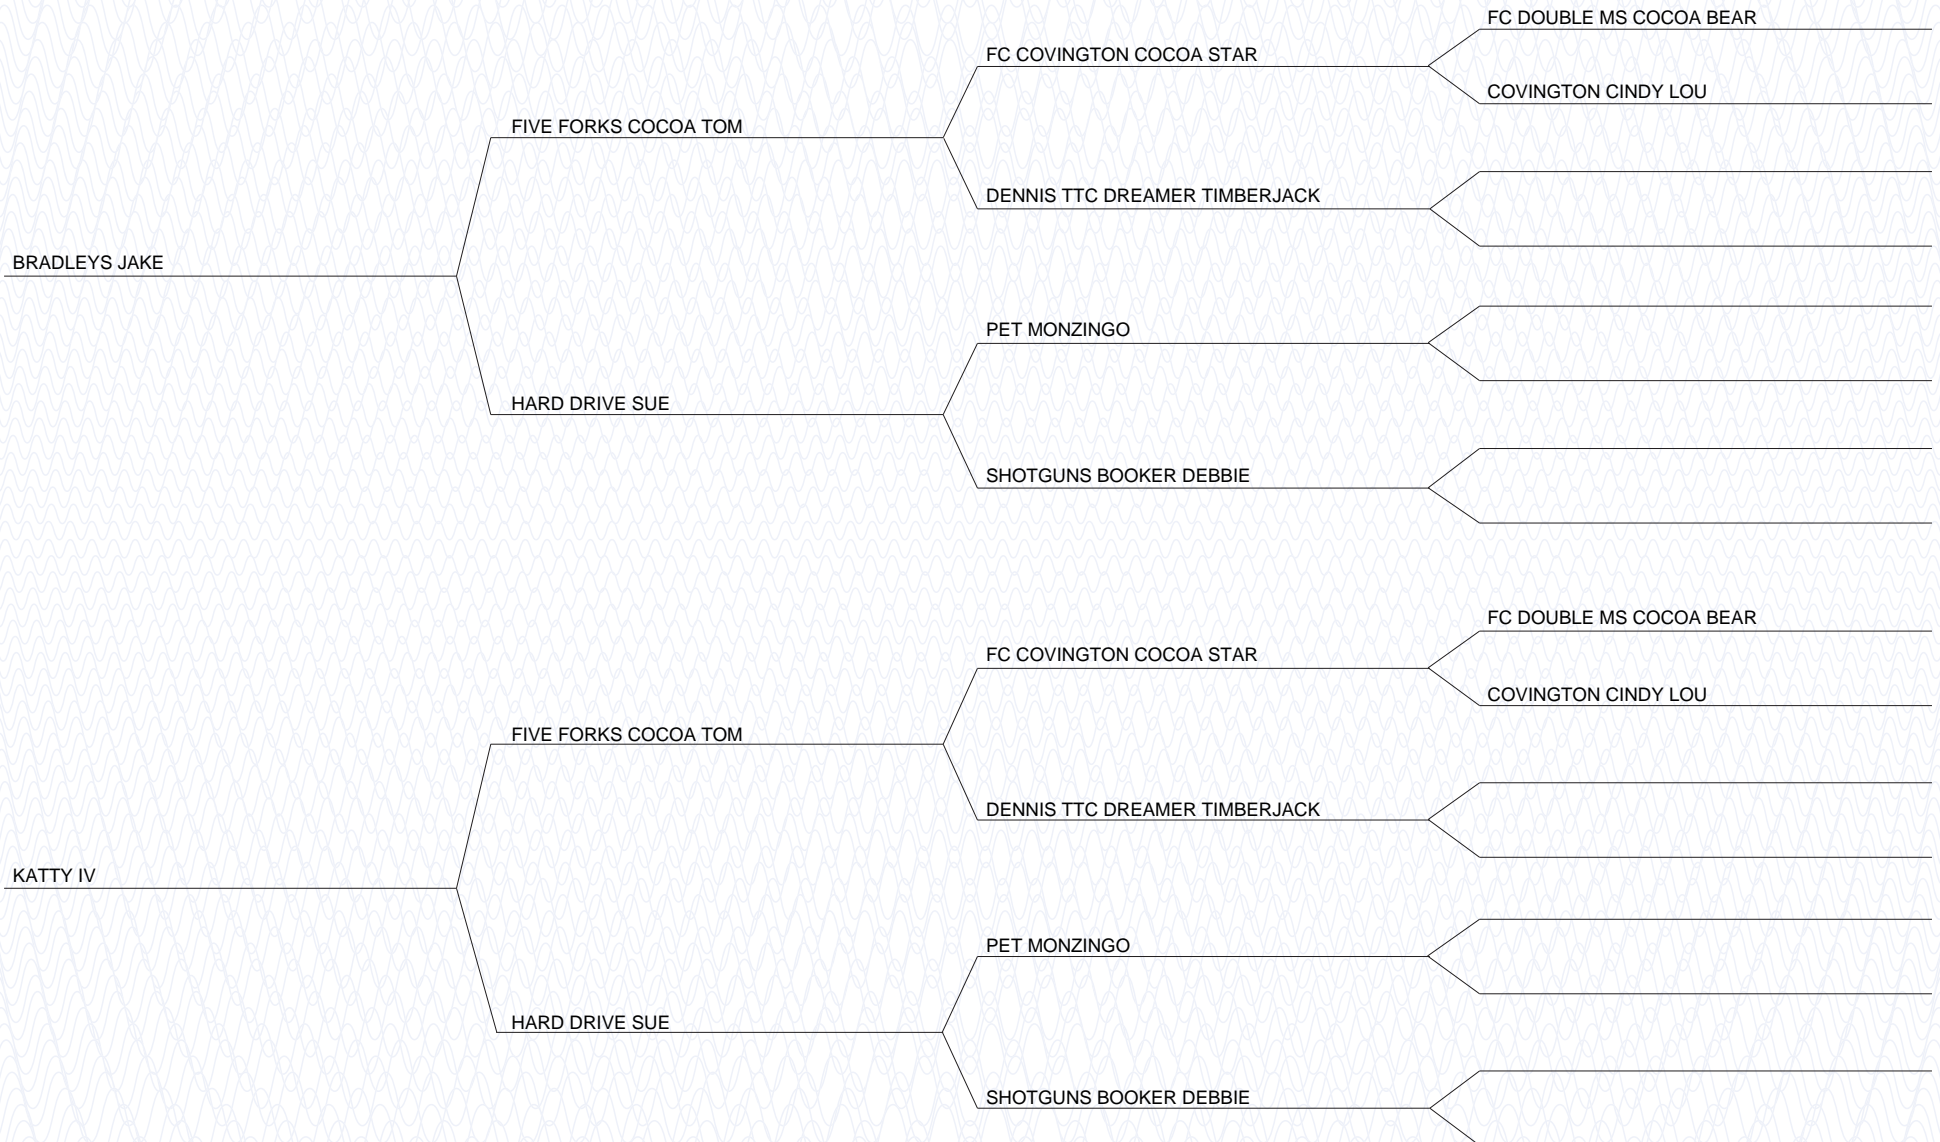 FC DOUBLE MS COCOA BEAR
FC COVINGTON COCOA STAR
COVINGTON CINDY LOU
FIVE FORKS COCOA TOM
DENNIS TTC DREAMER TIMBERJACK
BRADLEYS JAKE
PET MONZINGO
HARD DRIVE SUE
SHOTGUNS BOOKER DEBBIE
FC DOUBLE MS COCOA BEAR
FC COVINGTON COCOA STAR
COVINGTON CINDY LOU
FIVE FORKS COCOA TOM
DENNIS TTC DREAMER TIMBERJACK
KATTY IV
PET MONZINGO
HARD DRIVE SUE
SHOTGUNS BOOKER DEBBIE